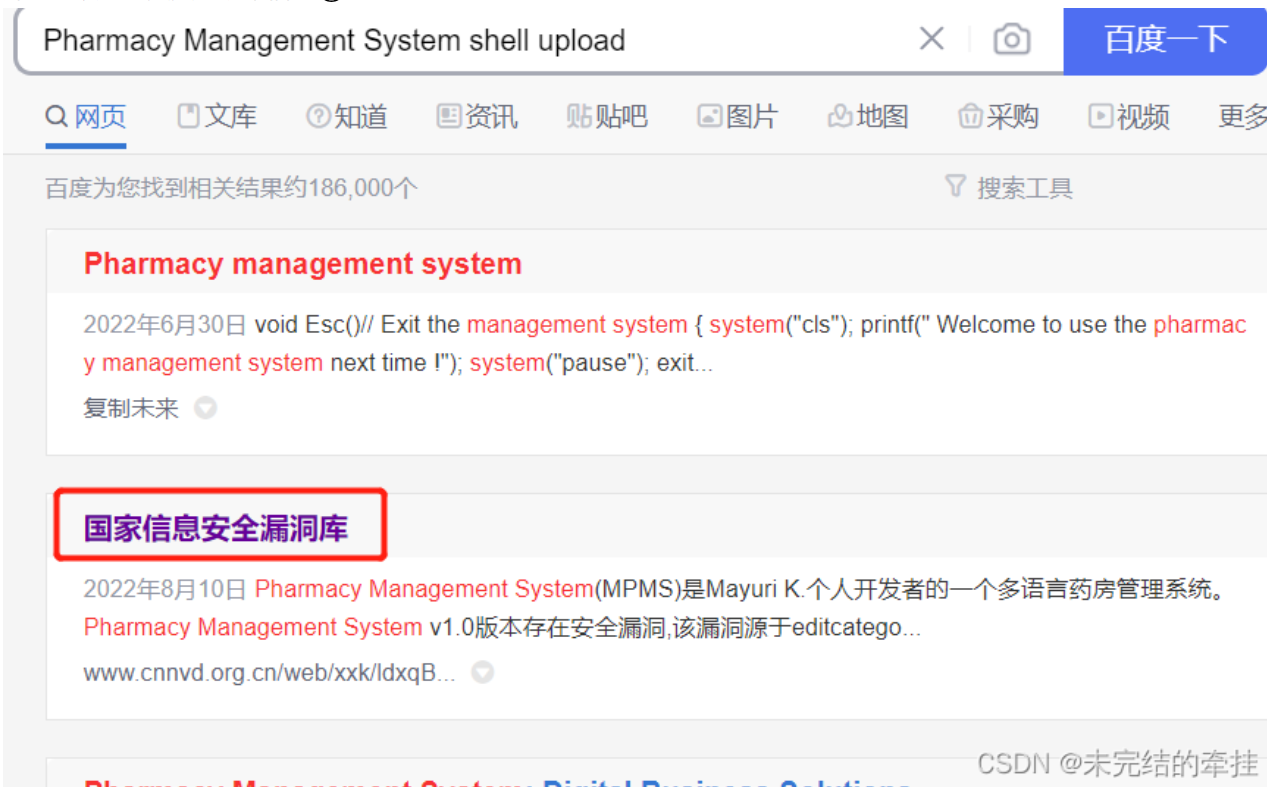 Pharmacy Management System shell upload
百度一下
网页 文库 知道 资讯 贴吧 图片 地图 采购 视频 更多
百度为您找到相关结果约186,000个 搜索工具
Pharmacy management system
2022年6月30日 void Esc()// Exit the management system { system("cls"); printf(" Welcome to use the pharmac
y management system next time !"); system("pause"); exit...
复制未来
国家信息安全漏洞库
2022年8月10日 Pharmacy Management System(MPMS)是Mayuri K.个人开发者的一个多语言药房管理系统。
Pharmacy Management System v1.0版本存在安全漏洞,该漏洞源于editcatego...
www.cnnvd.org.cn/web/xxk/ldxqB...
Pharmacy Management System: Digital Business Solutions
CSDN @未完结的牵挂